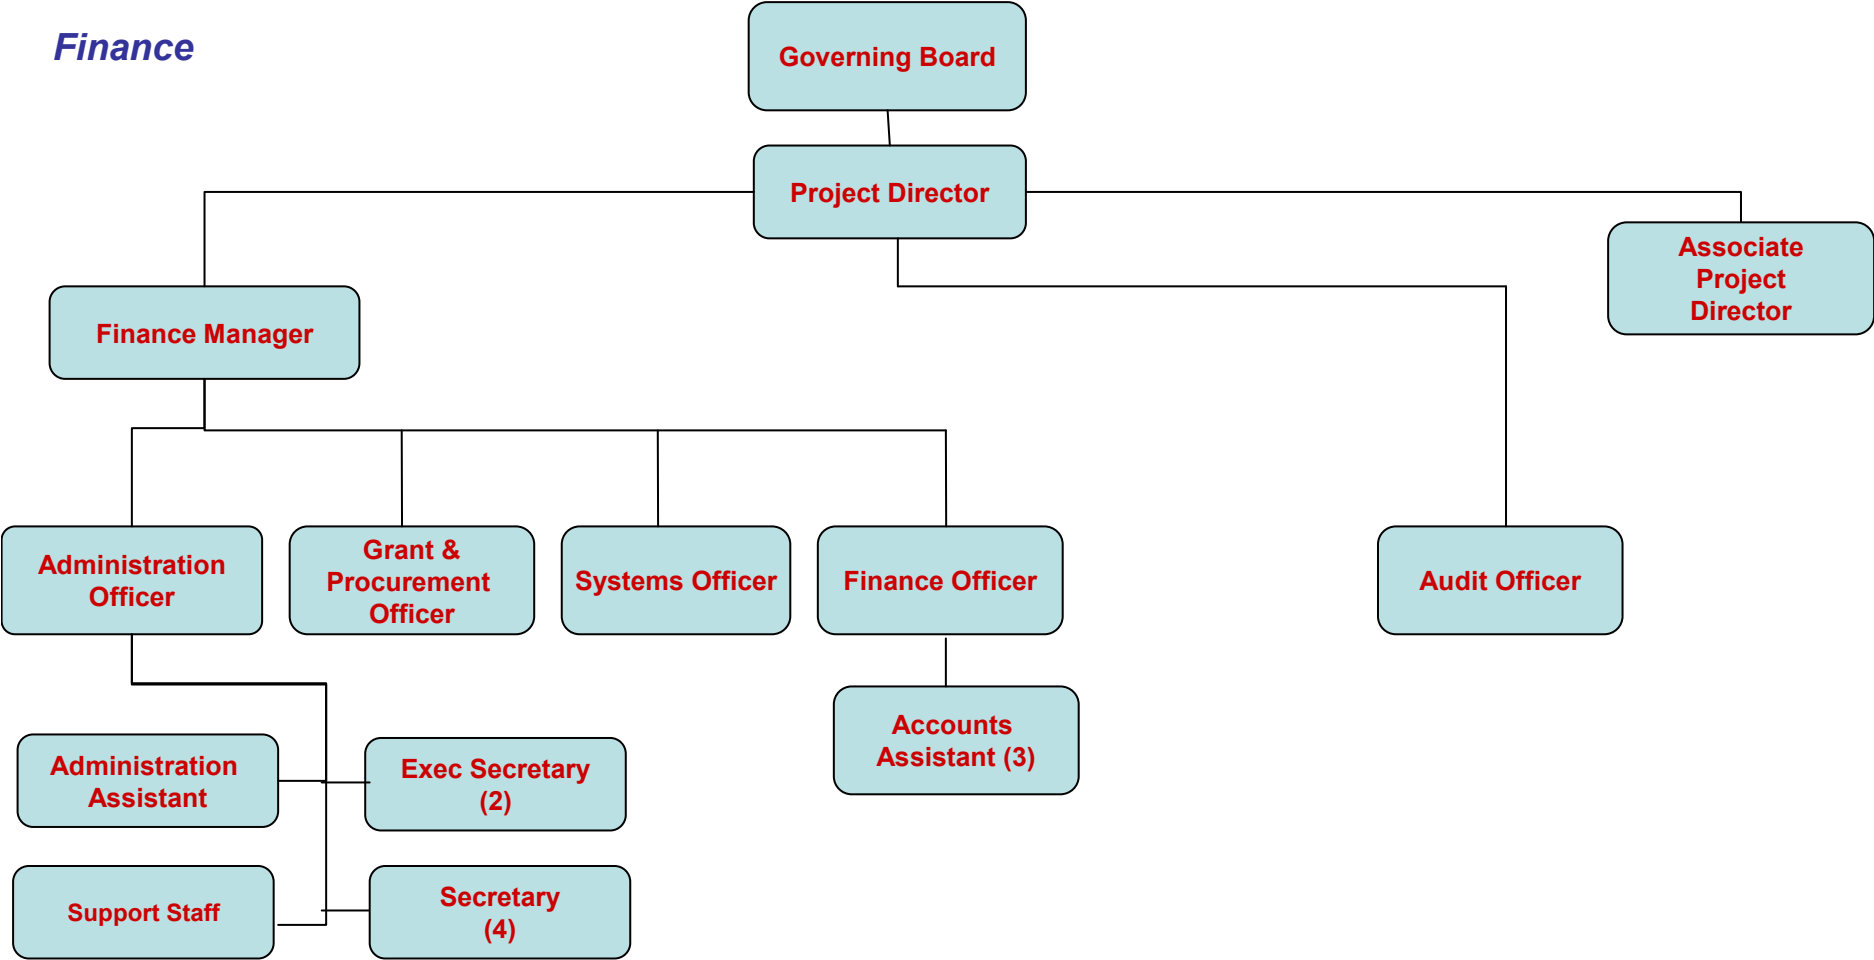 Finance
Governing Board
Project Director
Associate
Project
Director
Finance Manager
Administration
Officer
Grant &
Procurement
Officer
Systems Officer
Finance Officer
Audit Officer
Accounts
Assistant (3)
Administration
Assistant
Exec Secretary
(2)
Support Staff
Secretary
(4)